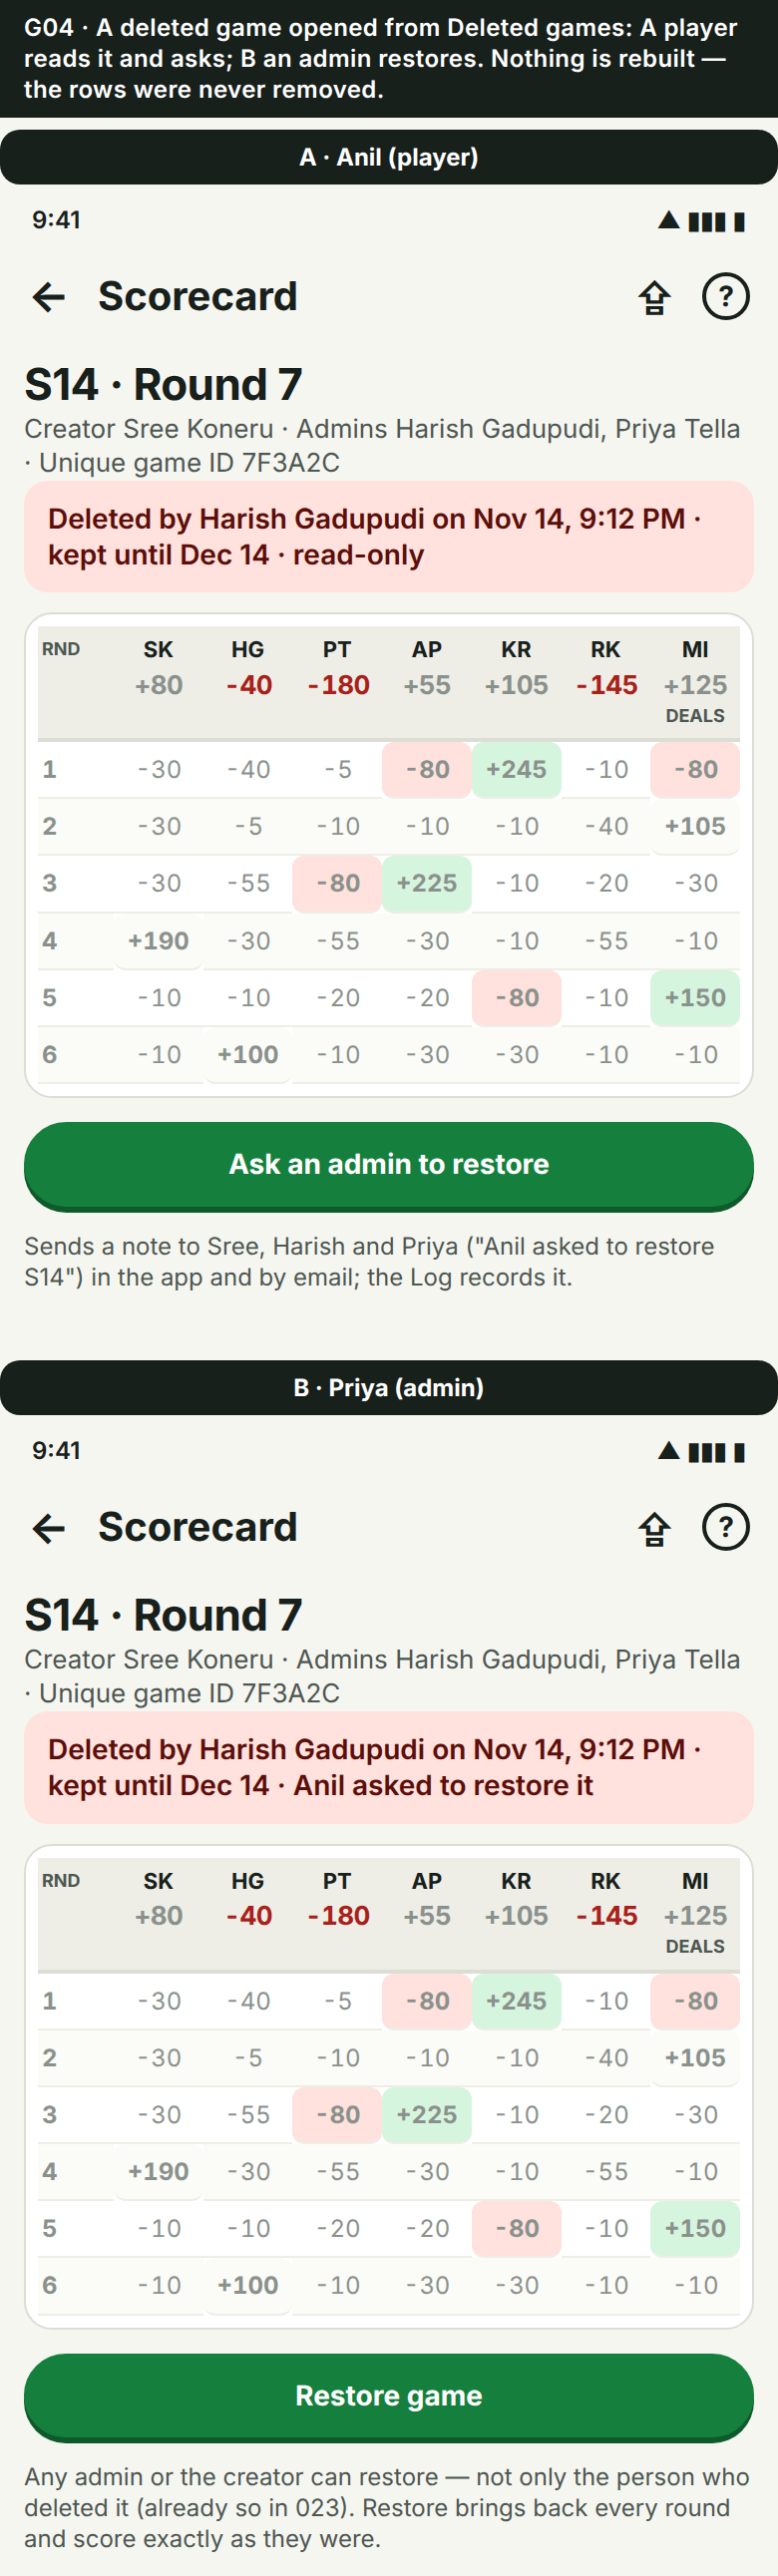 G04 · A deleted game opened from Deleted games: A player
reads it and asks; B an admin restores. Nothing is rebuilt —
the rows were never removed.
A · Anil (player)
9:41
Scorecard
?
S14 · Round 7
Creator Sree Koneru · Admins Harish Gadupudi, Priya Tella
· Unique game ID 7F3A2C
Deleted by Harish Gadupudi on Nov 14, 9:12 PM ·
kept until Dec 14 · read-only
RND SK HG PT AP KR RK MI
+80 -40 -180 +55 +105 -145 +125
DEALS
1 -30 -40 -5 -80 +245 -10 -80
2 -30 -5 -10 -10 -10 -40 +105
3 -30 -55 -80 +225 -10 -20 -30
4 +190 -30 -55 -30 -10 -55 -10
5 -10 -10 -20 -20 -80 -10 +150
6 -10 +100 -10 -30 -30 -10 -10
Ask an admin to restore
Sends a note to Sree, Harish and Priya ("Anil asked to restore
S14") in the app and by email; the Log records it.
B · Priya (admin)
9:41
Scorecard
?
S14 · Round 7
Creator Sree Koneru · Admins Harish Gadupudi, Priya Tella
· Unique game ID 7F3A2C
Deleted by Harish Gadupudi on Nov 14, 9:12 PM ·
kept until Dec 14 · Anil asked to restore it
RND SK HG PT AP KR RK MI
+80 -40 -180 +55 +105 -145 +125
DEALS
1 -30 -40 -5 -80 +245 -10 -80
2 -30 -5 -10 -10 -10 -40 +105
3 -30 -55 -80 +225 -10 -20 -30
4 +190 -30 -55 -30 -10 -55 -10
5 -10 -10 -20 -20 -80 -10 +150
6 -10 +100 -10 -30 -30 -10 -10
Restore game
Any admin or the creator can restore — not only the person who
deleted it (already so in 023). Restore brings back every round
and score exactly as they were.